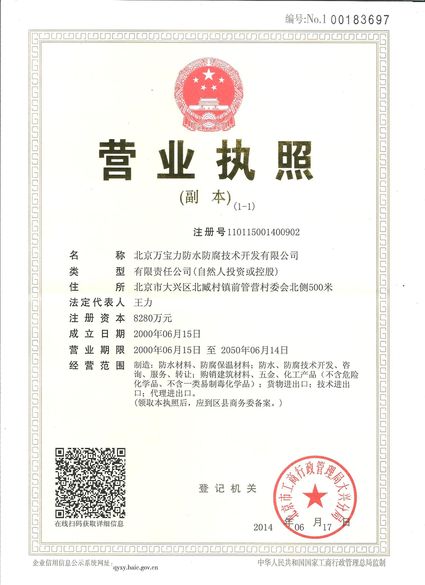 编号:No.1 00183697
营业执照
(副 本)(1-1)
注册号110115001400902
名 称 北京万宝力防水防腐技术开发有限公司
类 型 有限责任公司(自然人投资或控股)
住 所 北京市大兴区北臧村镇前管营村委会北侧500米
法定代表人 王力
注册资本 8280万元
成立日期 2000年06月15日
营业期限 2000年06月15日 至 2050年06月14日
经营范围 制造:防水材料、防腐保温材料;防水、防腐技术开发、咨
询、服务、转让;购销建筑材料、五金、化工产品(不含危险
化学品、不含一类易制毒化学品);货物进出口;技术进出
口;代理进出口。
(领取本执照后,应到区县商务委备案。)
在线扫码获取详细信息
登记机关
北京市工商行政管理局大兴分局
2014 年 06 月 17 日
企业信用信息公示系统网址: qyxy.baic.gov.cn
中华人民共和国国家工商行政管理总局监制